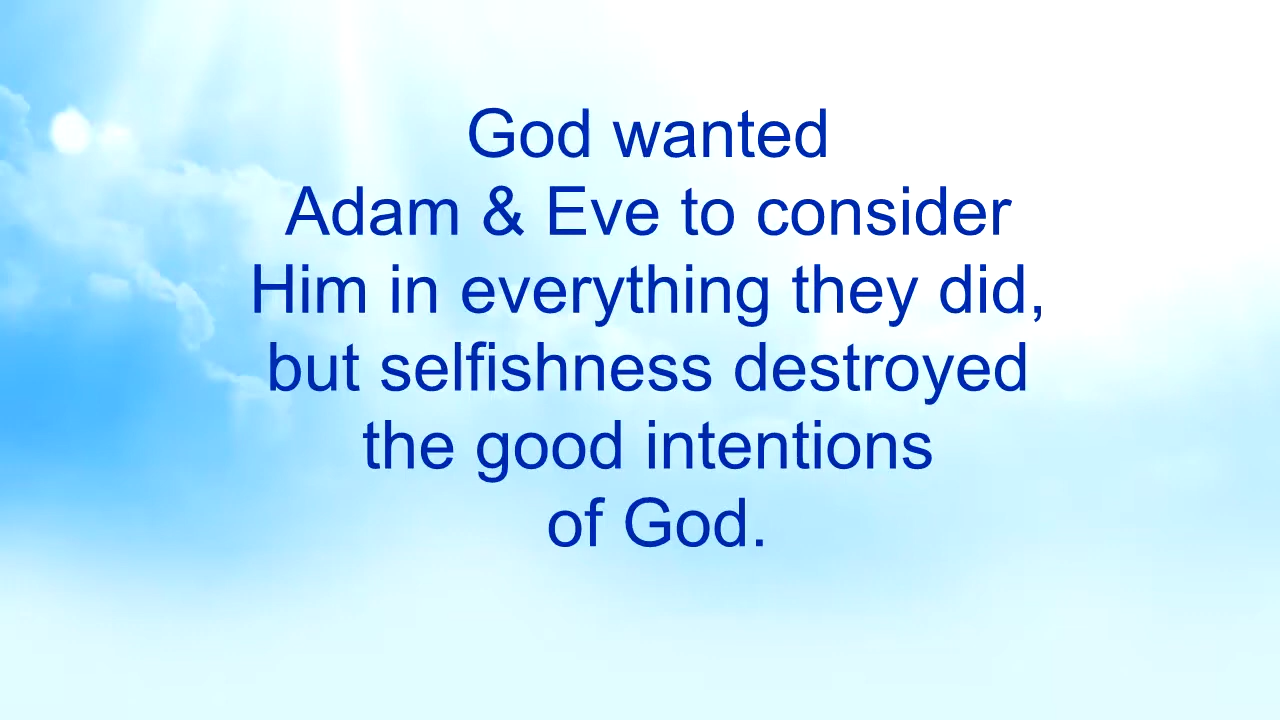 God wanted
Adam & Eve to consider
Him in everything they did,
but selfishness destroyed
the good intentions
of God.